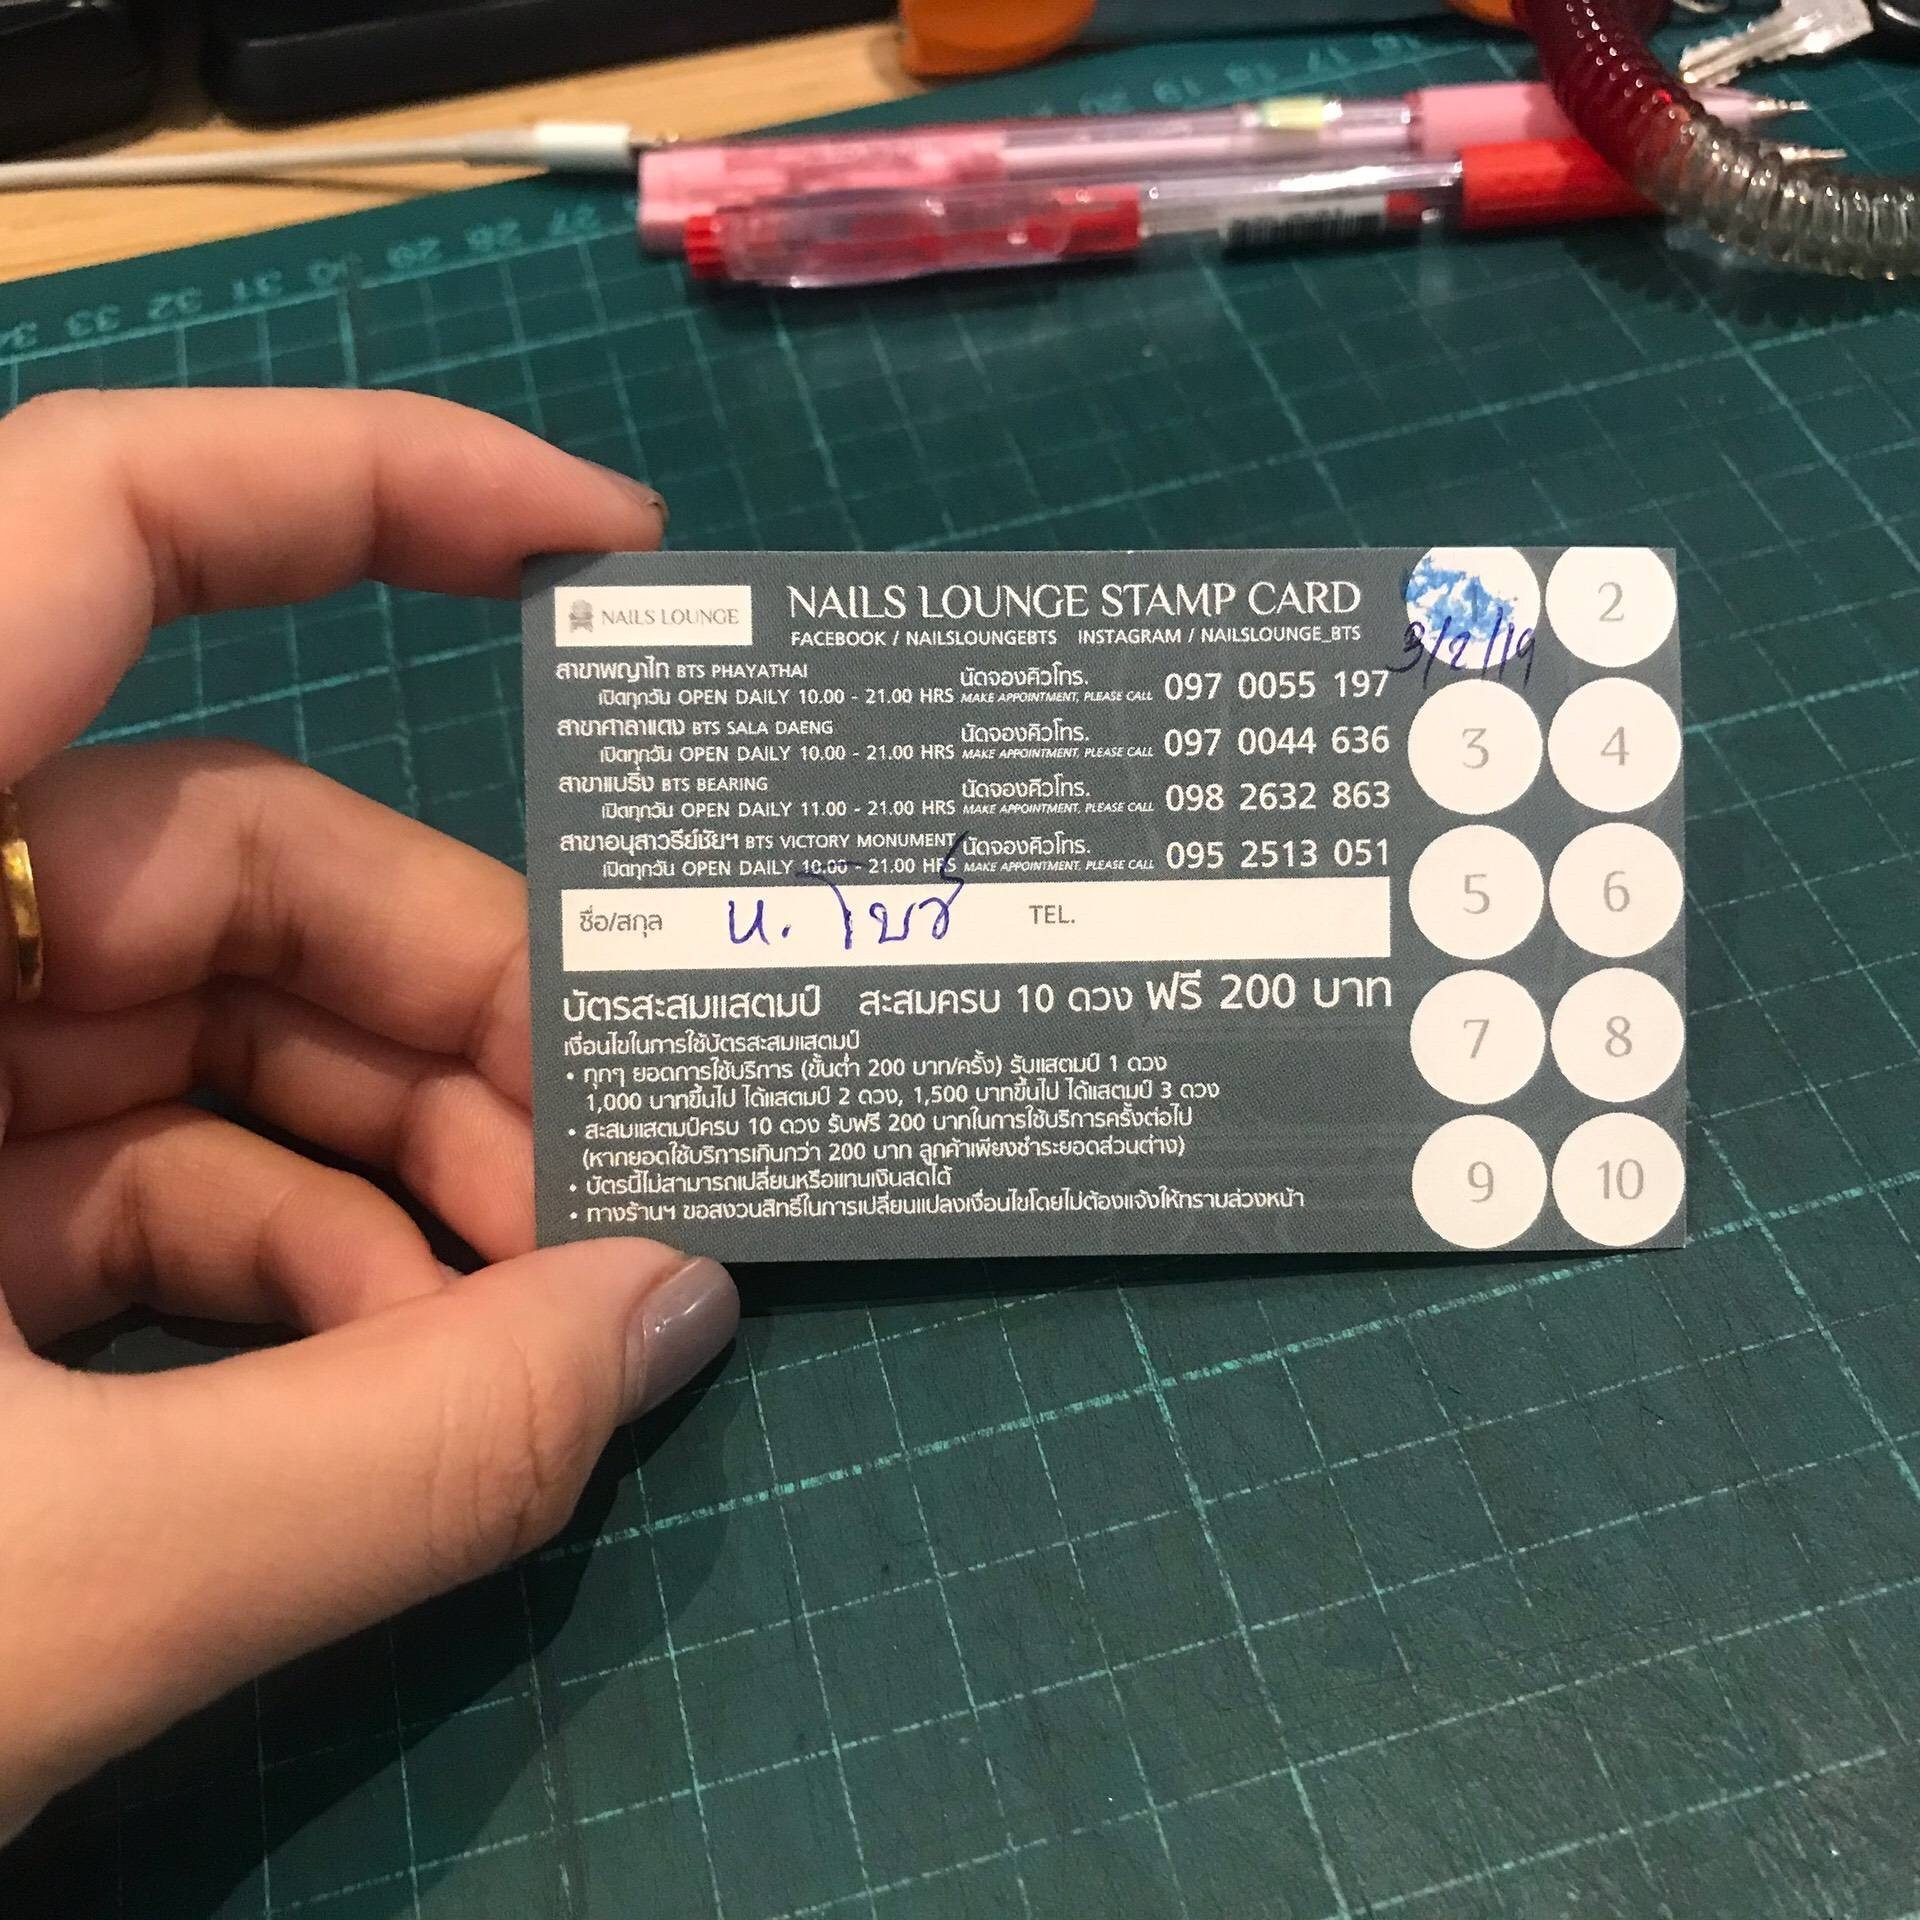 NAILS LOUNGE
NAILS LOUNGE STAMP CARD
FACEBOOK / NAILSLOUNGEBTS INSTAGRAM / NAILSLOUNGE_BTS
สาขาพญาไท BTS PHAYATHAI นัดจองคิวโทร.
เปิดทุกวัน OPEN DAILY 10.00 - 21.00 HRS MAKE APPOINTMENT, PLEASE CALL 097 0055 197
สาขาศาลาแดง BTS SALA DAENG นัดจองคิวโทร.
เปิดทุกวัน OPEN DAILY 10.00 - 21.00 HRS MAKE APPOINTMENT, PLEASE CALL 097 0044 636
สาขาแบริ่ง BTS BEARING นัดจองคิวโทร.
เปิดทุกวัน OPEN DAILY 11.00 - 21.00 HRS MAKE APPOINTMENT, PLEASE CALL 098 2632 863
สาขาอนุสาวรีย์ชัยฯ BTS VICTORY MONUMENT นัดจองคิวโทร.
เปิดทุกวัน OPEN DAILY 10.00 - 21.00 HRS MAKE APPOINTMENT, PLEASE CALL 095 2513 051
ชื่อ/สกุล TEL.
บัตรสะสมแสตมป์ สะสมครบ 10 ดวง ฟรี 200 บาท
เงื่อนไขในการใช้บัตรสะสมแสตมป์
• ทุกๆ ยอดการใช้บริการ (ขั้นต่ำ 200 บาท/ครั้ง) รับแสตมป์ 1 ดวง
1,000 บาทขึ้นไป ได้แสตมป์ 2 ดวง, 1,500 บาทขึ้นไป ได้แสตมป์ 3 ดวง
• สะสมแสตมป์ครบ 10 ดวง รับฟรี 200 บาทในการใช้บริการครั้งต่อไป
(หากยอดใช้บริการเกินกว่า 200 บาท ลูกค้าเพียงชำระยอดส่วนต่าง)
• บัตรนี้ไม่สามารถเปลี่ยนหรือแทนเงินสดได้
• ทางร้านฯ ขอสงวนสิทธิ์ในการเปลี่ยนแปลงเงื่อนไขโดยไม่ต้องแจ้งให้ทราบล่วงหน้า
1 2
3/2/19
3 4
5 6
7 8
9 10
34 33 32 31 30 29 28 27 26
20 19 18 17 16